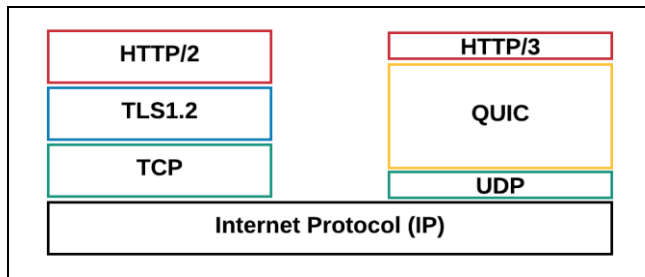 HTTP/2
TLS1.2
TCP
HTTP/3
QUIC
UDP
Internet Protocol (IP)